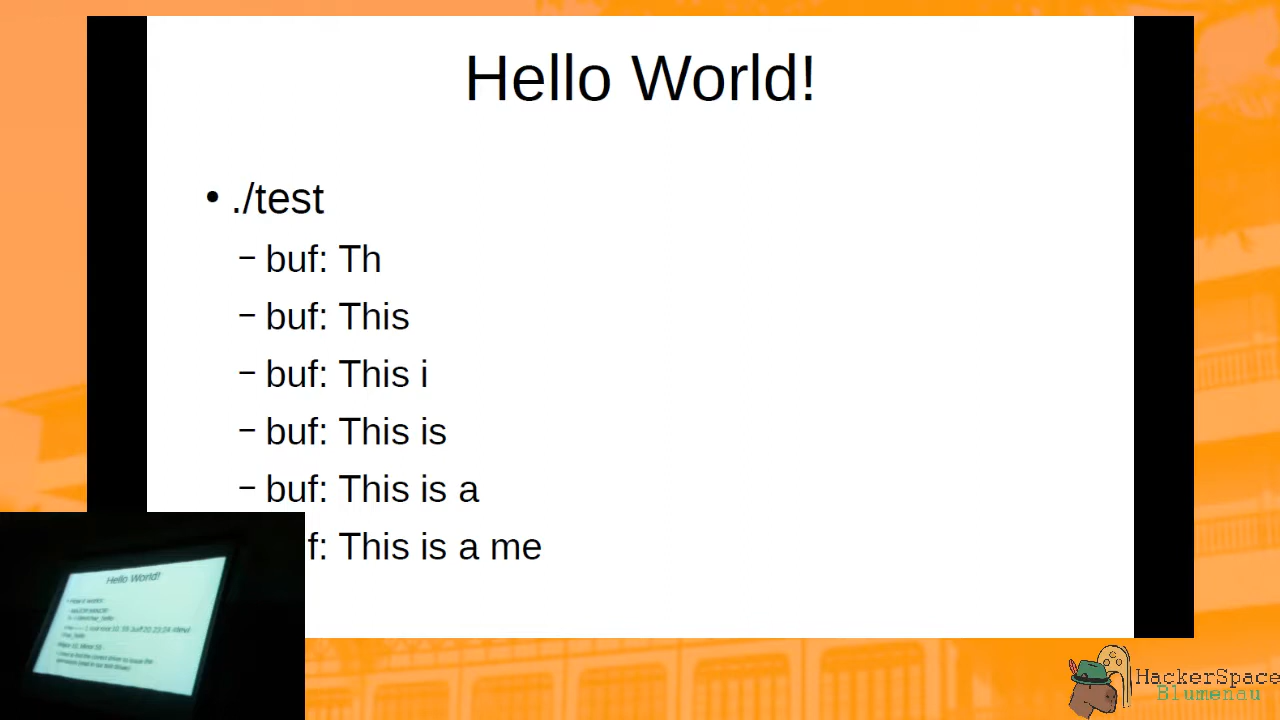 Hello World!
• ./test
– buf: Th
– buf: This
– buf: This i
– buf: This is
– buf: This is a
f: This is a me
Hello World!
HackerSpace
Blumenau